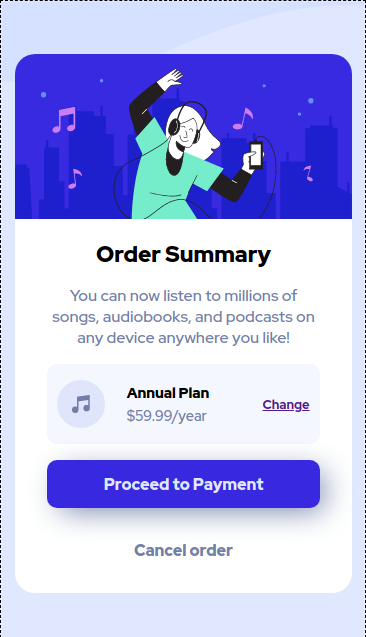 Order Summary
You can now listen to millions of
songs, audiobooks, and podcasts on
any device anywhere you like!
Annual Plan
$59.99/year
Change
Proceed to Payment
Cancel order